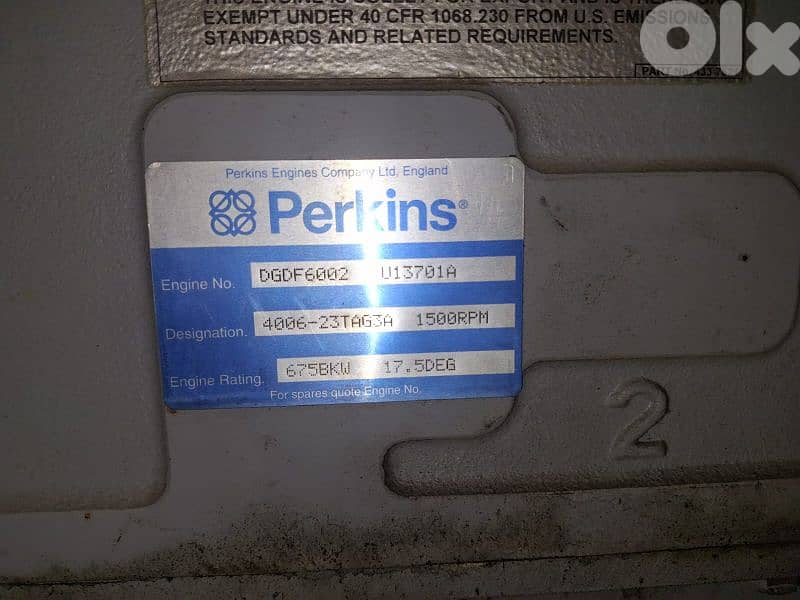 EXEMPT UNDER 40 CFR 1068.230 FROM U.S. EMISSIONS
STANDARDS AND RELATED REQUIREMENTS.
olx
Perkins Engines Company Ltd, England
Perkins®
Engine No. DGDF6002 U13701A
Designation. 4006-23TAG3A 1500RPM
Engine Rating. 675BKW 17.5DEG
For spares quote Engine No.
2